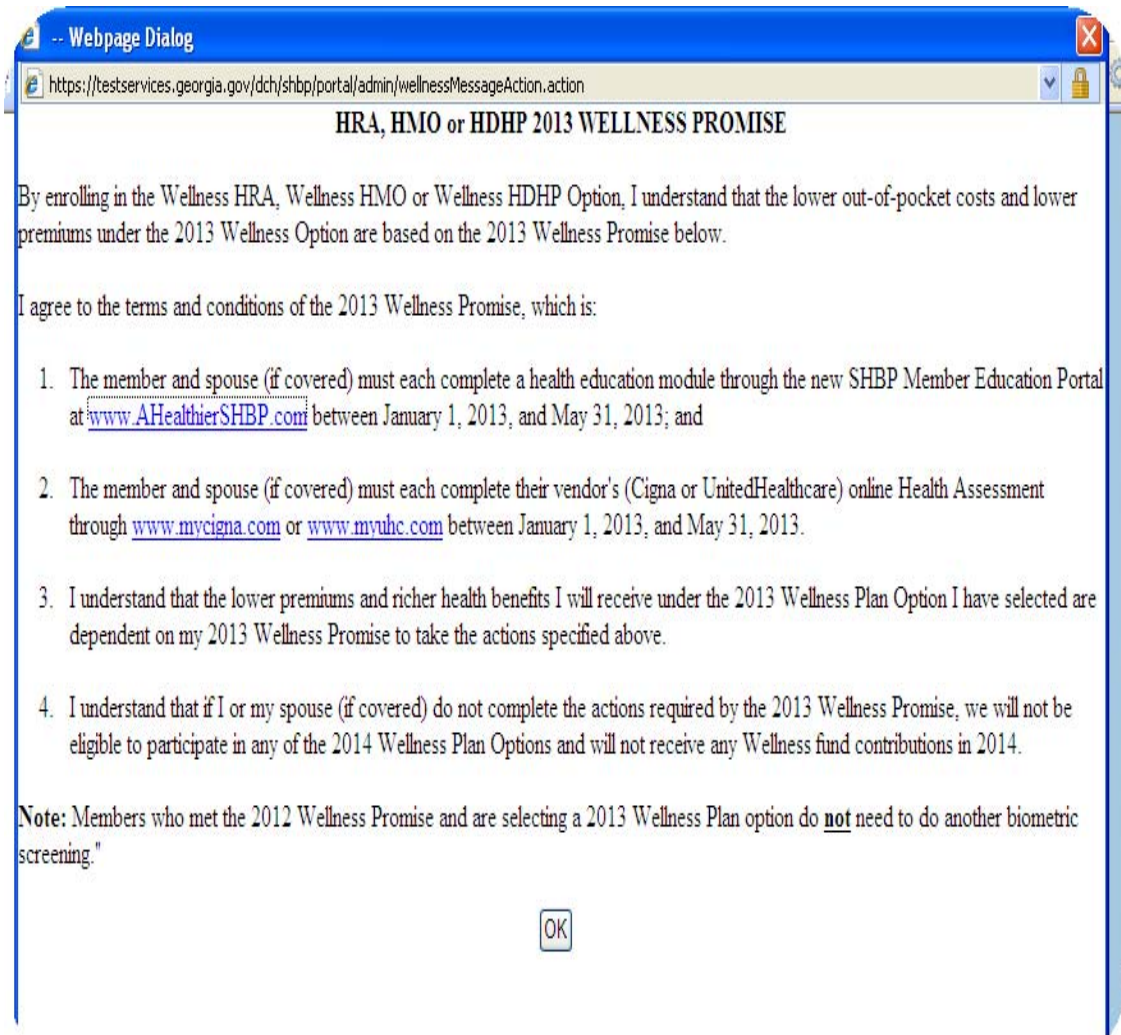 -- Webpage Dialog
https://testservices.georgia.gov/dch/shbp/portal/admin/wellnessMessageAction.action
HRA, HMO or HDHP 2013 WELLNESS PROMISE
By enrolling in the Wellness HRA, Wellness HMO or Wellness HDHP Option, I understand that the lower out-of-pocket costs and lower
premiums under the 2013 Wellness Option are based on the 2013 Wellness Promise below.
I agree to the terms and conditions of the 2013 Wellness Promise, which is:
1. The member and spouse (if covered) must each complete a health education module through the new SHBP Member Education Portal
at www.AHealthierSHBP.com between January 1, 2013, and May 31, 2013; and
2. The member and spouse (if covered) must each complete their vendor's (Cigna or UnitedHealthcare) online Health Assessment
through www.mycigna.com or www.myuhc.com between January 1, 2013, and May 31, 2013.
3. I understand that the lower premiums and richer health benefits I will receive under the 2013 Wellness Plan Option I have selected are
dependent on my 2013 Wellness Promise to take the actions specified above.
4. I understand that if I or my spouse (if covered) do not complete the actions required by the 2013 Wellness Promise, we will not be
eligible to participate in any of the 2014 Wellness Plan Options and will not receive any Wellness fund contributions in 2014.
Note: Members who met the 2012 Wellness Promise and are selecting a 2013 Wellness Plan option do not need to do another biometric
screening."
OK